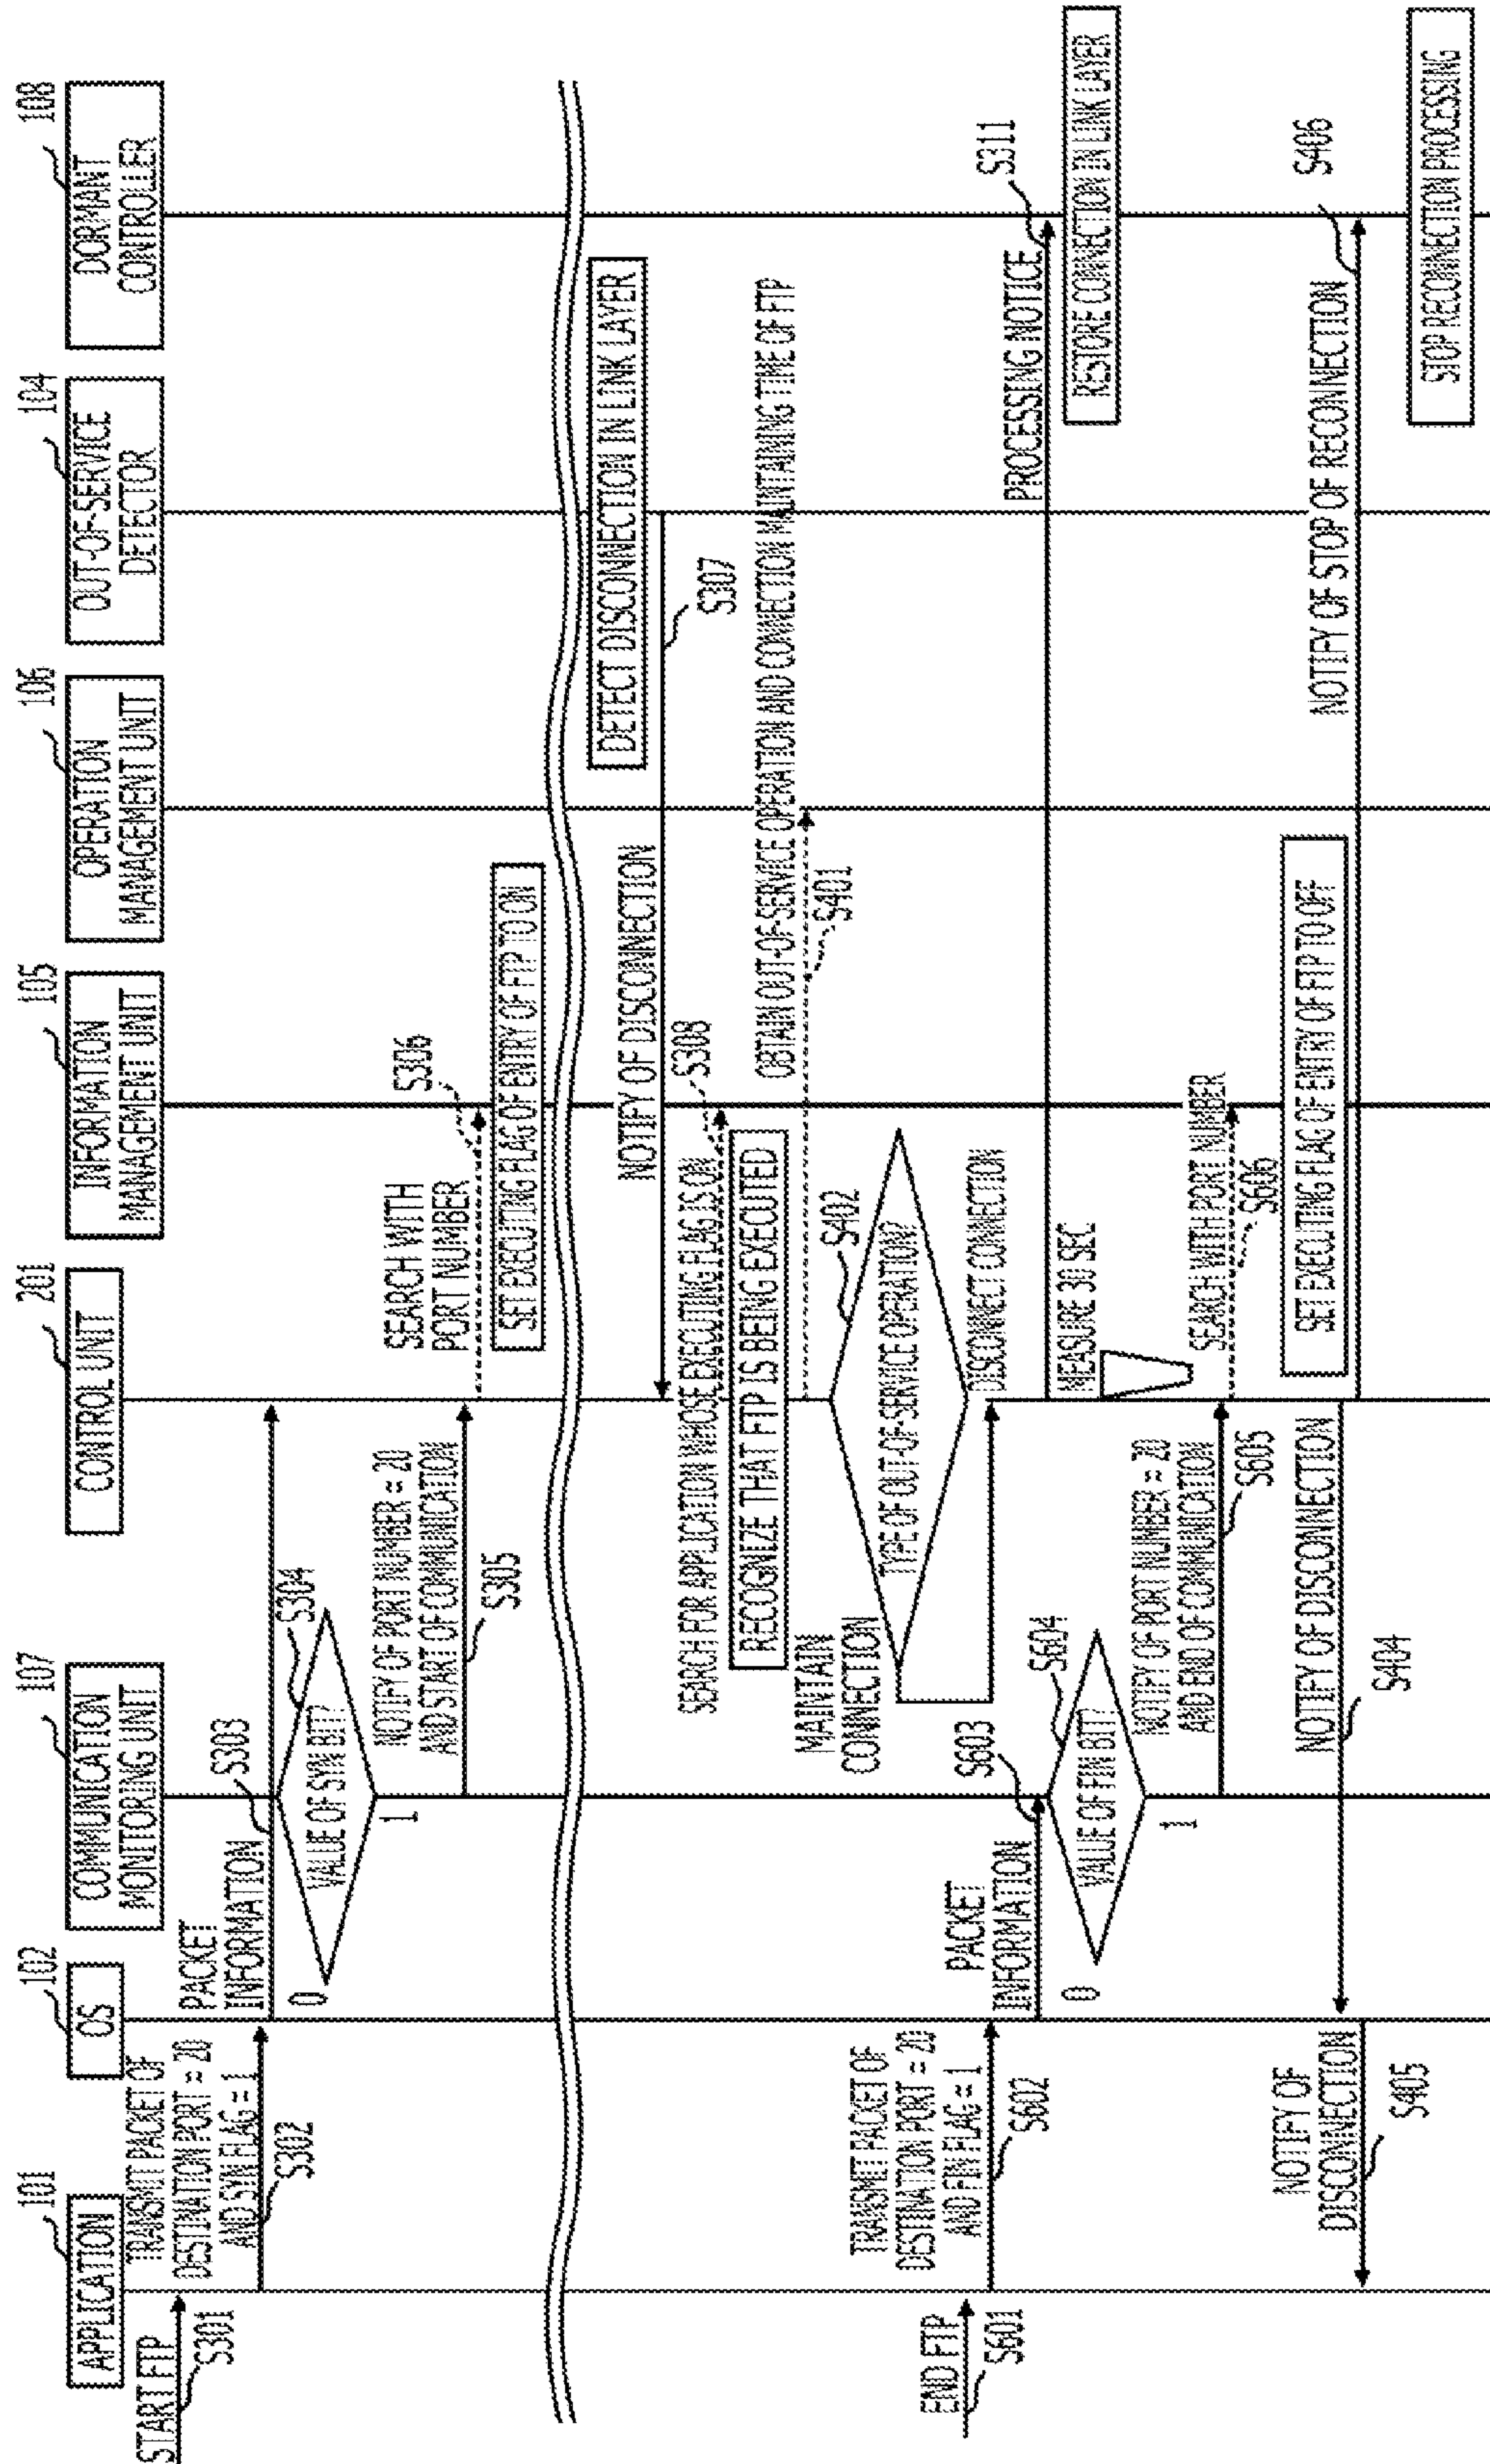 101
APPLICATION
102
OS
107
COMMUNICATION
MONITORING UNIT
201
CONTROL UNIT
105
INFORMATION
MANAGEMENT UNIT
106
OPERATION
MANAGEMENT UNIT
104
OUT-OF-SERVICE
DETECTOR
108
DORMANT
CONTROLLER
START FTP
S301
TRANSMIT PACKET OF
DESTINATION PORT = 20
AND SYN FLAG = 1
S302
PACKET
INFORMATION
S303
VALUE OF SYN BIT?
S304
0
1
NOTIFY OF PORT NUMBER = 20
AND START OF COMMUNICATION
S305
SEARCH WITH
PORT NUMBER
S306
SET EXECUTING FLAG OF ENTRY OF FTP TO ON
DETECT DISCONNECTION IN LINK LAYER
NOTIFY OF DISCONNECTION
S307
SEARCH FOR APPLICATION WHOSE EXECUTING FLAG IS ON
S308
RECOGNIZE THAT FTP IS BEING EXECUTED
OBTAIN OUT-OF-SERVICE OPERATION AND CONNECTION MAINTAINING TIME OF FTP
S401
TYPE OF OUT-OF-SERVICE OPERATION?
S402
MAINTAIN
CONNECTION
DISCONNECT CONNECTION
PROCESSING NOTICE
S311
RESTORE CONNECTION IN LINK LAYER
MEASURE 30 SEC
END FTP
S601
TRANSMIT PACKET OF
DESTINATION PORT = 20
AND FIN FLAG = 1
S602
PACKET
INFORMATION
S603
VALUE OF FIN BIT?
S604
0
1
NOTIFY OF PORT NUMBER = 20
AND END OF COMMUNICATION
S605
SEARCH WITH PORT NUMBER
S606
SET EXECUTING FLAG OF ENTRY OF FTP TO OFF
NOTIFY OF DISCONNECTION
S404
NOTIFY OF
DISCONNECTION
S405
NOTIFY OF STOP OF RECONNECTION
S406
STOP RECONNECTION PROCESSING